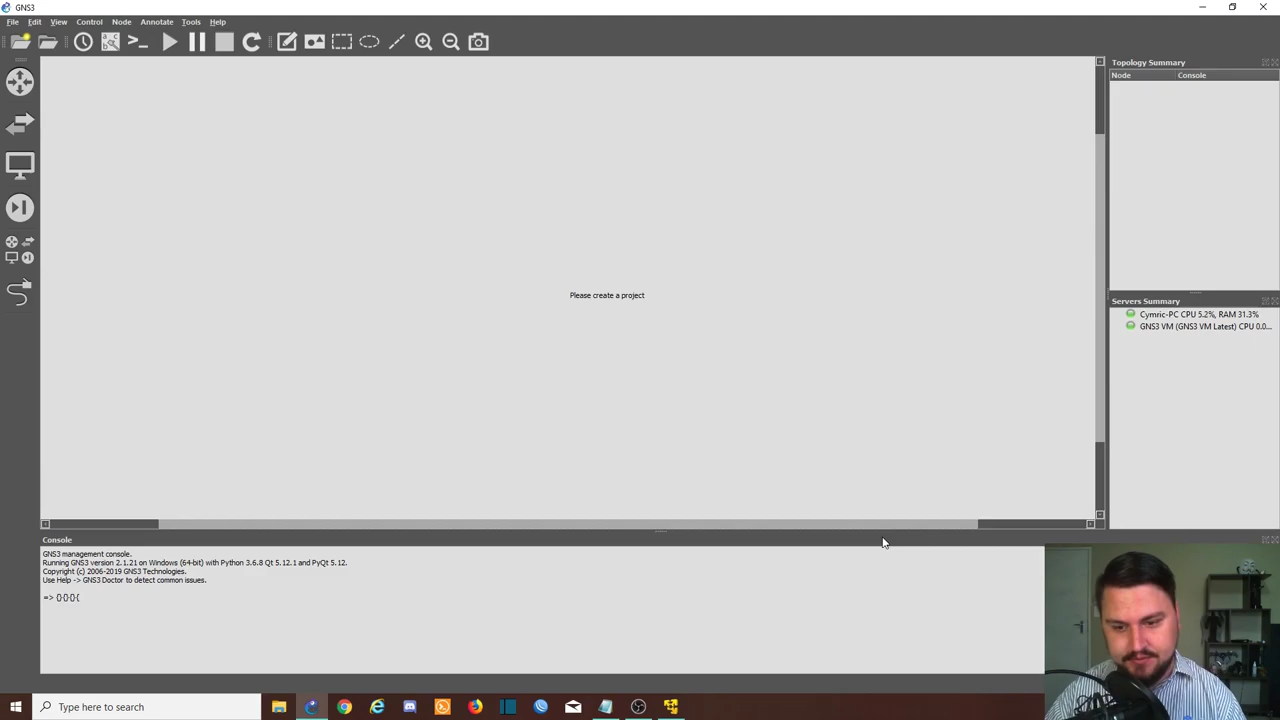 GNS3
File Edit View Control Node Annotate Tools Help
Topology Summary
Node Console
Please create a project
Servers Summary
Cymric-PC CPU 5.2%, RAM 31.3%
GNS3 VM (GNS3 VM Latest) CPU 0.0...
Console
GNS3 management console.
Running GNS3 version 2.1.21 on Windows (64-bit) with Python 3.6.8 Qt 5.12.1 and PyQt 5.12.
Copyright (c) 2006-2019 GNS3 Technologies.
Use Help -> GNS3 Doctor to detect common issues.
=> {}{}{}{
Type here to search